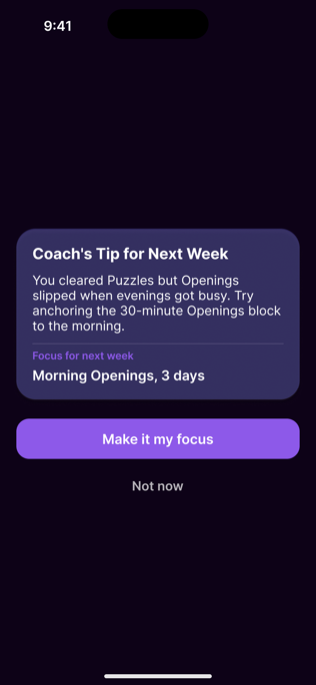 9:41
Coach's Tip for Next Week
You cleared Puzzles but Openings
slipped when evenings got busy. Try
anchoring the 30-minute Openings block
to the morning.
Focus for next week
Morning Openings, 3 days
Make it my focus
Not now